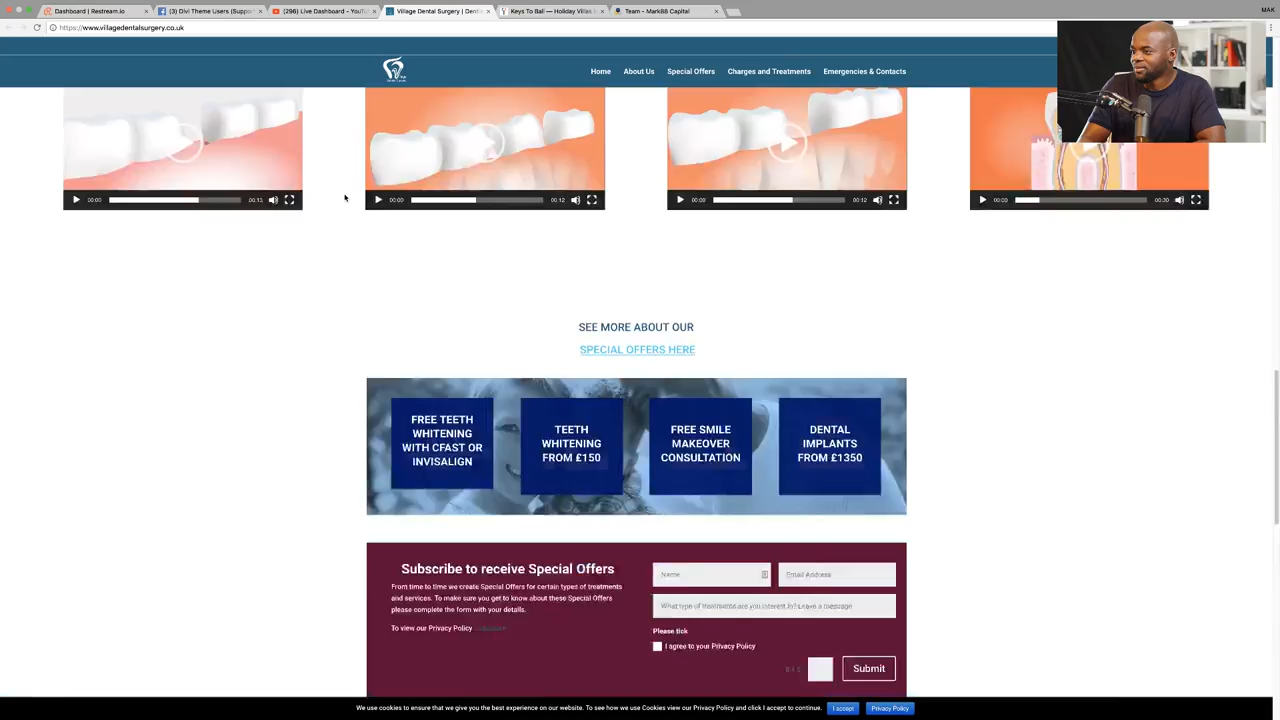 Dashboard | Restream.io
(3) Divi Theme Users (Suppor
(296) Live Dashboard - YouTu
Village Dental Surgery | Denti
Keys To Bali — Holiday Villas i
Team - Mark88 Capital
MAK
https://www.villagedentalsurgery.co.uk
Home
About Us
Special Offers
Charges and Treatments
Emergencies & Contacts
00:00
00:13
00:00
00:12
00:00
00:12
00:00
00:30
SEE MORE ABOUT OUR
SPECIAL OFFERS HERE
FREE TEETH
WHITENING
WITH CFAST OR
INVISALIGN
TEETH
WHITENING
FROM £150
FREE SMILE
MAKEOVER
CONSULTATION
DENTAL
IMPLANTS
FROM £1350
Subscribe to receive Special Offers
From time to time we create Special Offers for certain types of treatments
and services. To make sure you get to know about these Special Offers
please complete the form with your details.
To view our Privacy Policy
Name
Email Address
What type of treatments are you interest in? Leave a message
Please tick
I agree to your Privacy Policy
Submit
We use cookies to ensure that we give you the best experience on our website. To see how we use Cookies view our Privacy Policy and click I accept to continue.
I accept
Privacy Policy